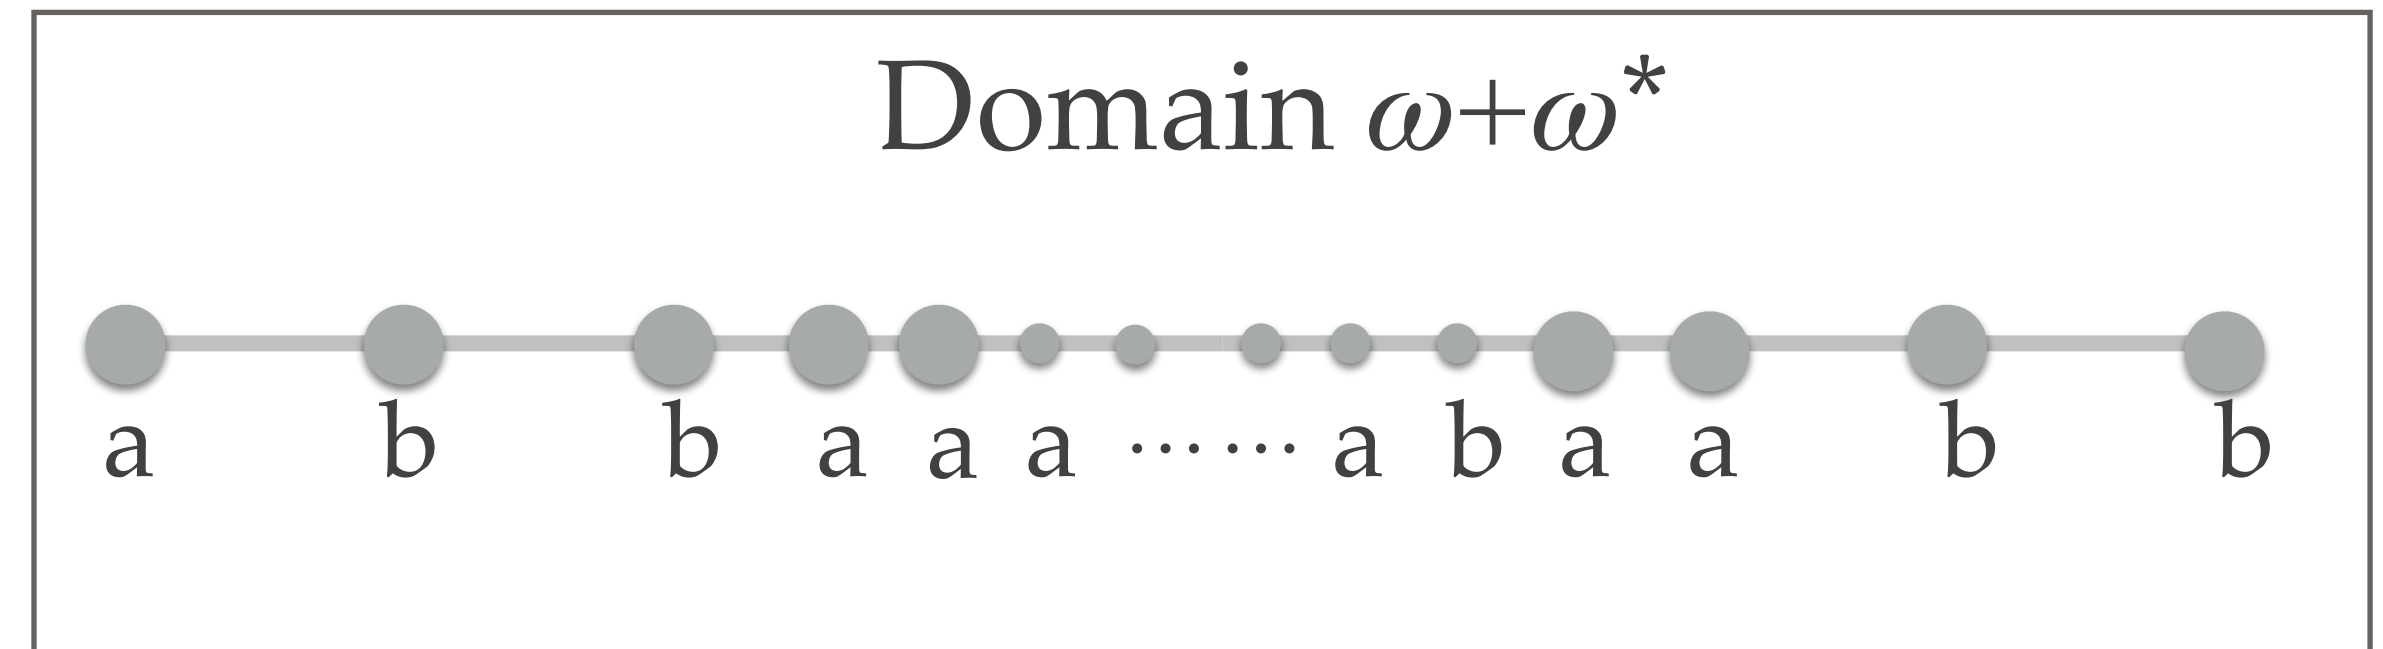 Domain ω+ω*
a b b a a a ...... a b a a b b